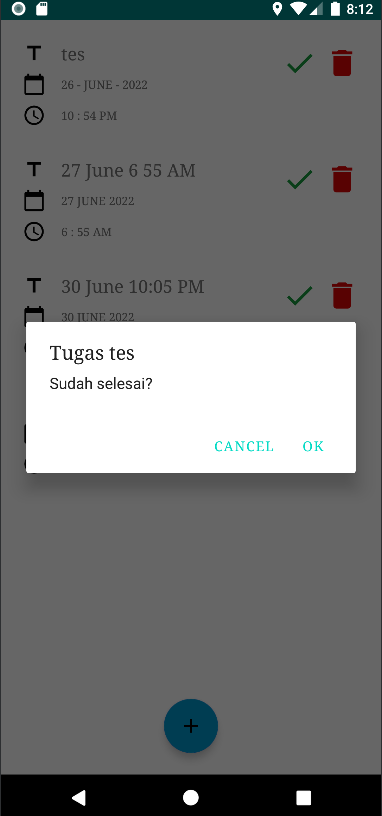 8:12
tes
26 - JUNE - 2022
10 : 54 PM
27 June 6 55 AM
27 JUNE 2022
6 : 55 AM
30 June 10:05 PM
30 JUNE 2022
Tugas tes
Sudah selesai?
CANCEL OK